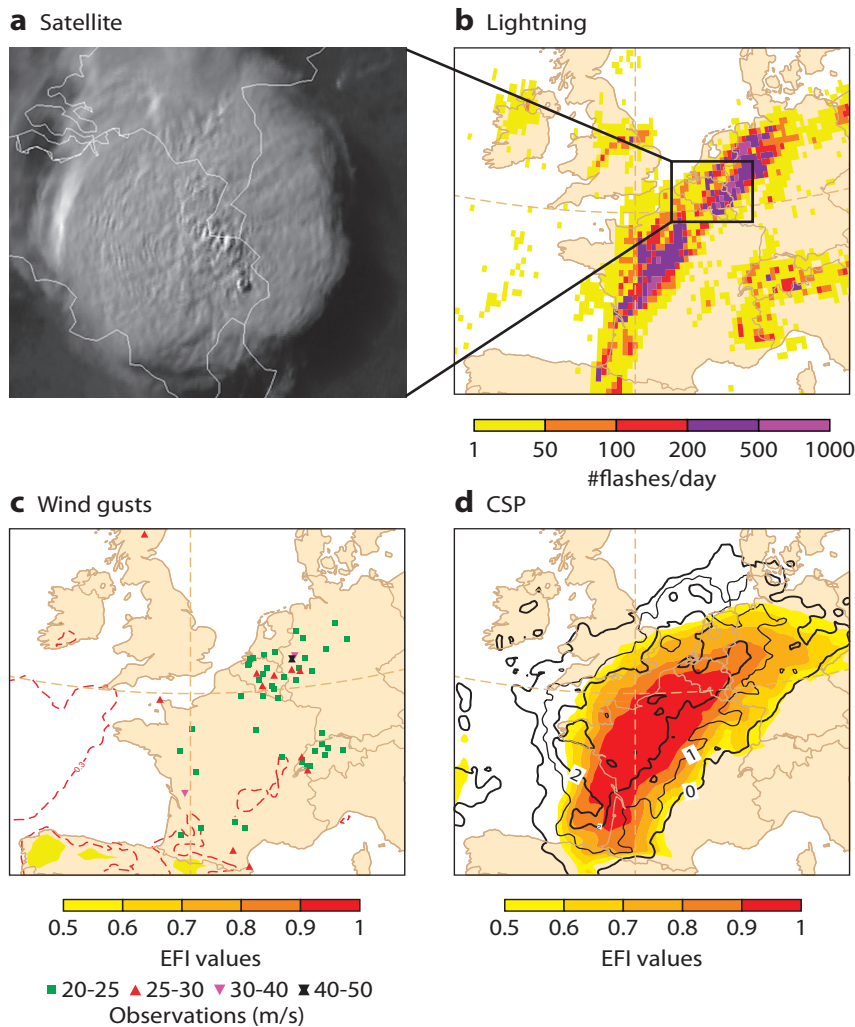 a Satellite
b Lightning
1 50 100 200 500 1000
#flashes/day
c Wind gusts
0.3
0.5 0.6 0.7 0.8 0.9 1
EFI values
20-25 25-30 30-40 40-50
Observations (m/s)
d CSP
2
1
0
0.5 0.6 0.7 0.8 0.9 1
EFI values